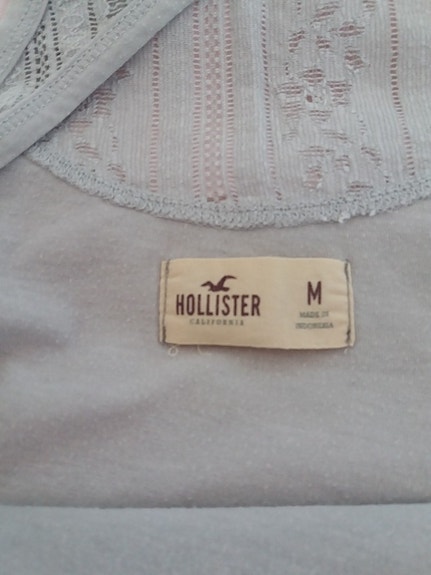 HOLLISTER
CALIFORNIA
M
MADE IN
INDONESIA